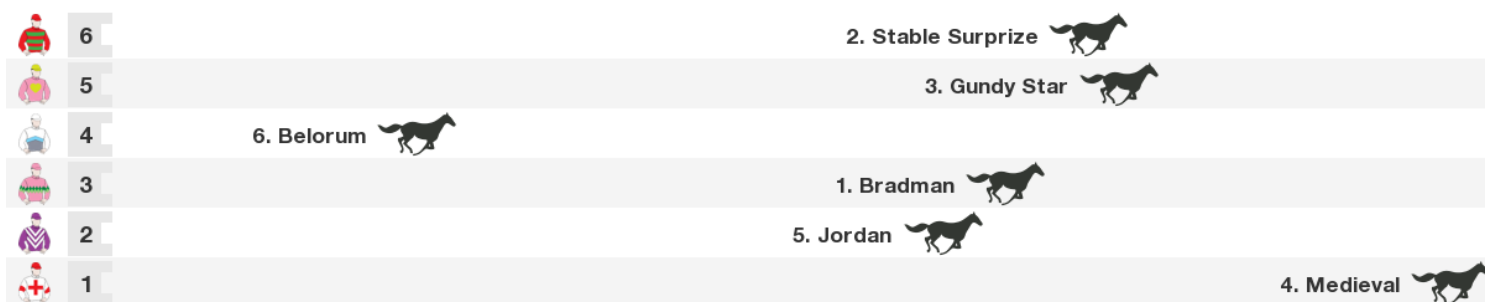 6 2. Stable Surprize
5 3. Gundy Star
4 6. Belorum
3 1. Bradman
2 5. Jordan
1 4. Medieval